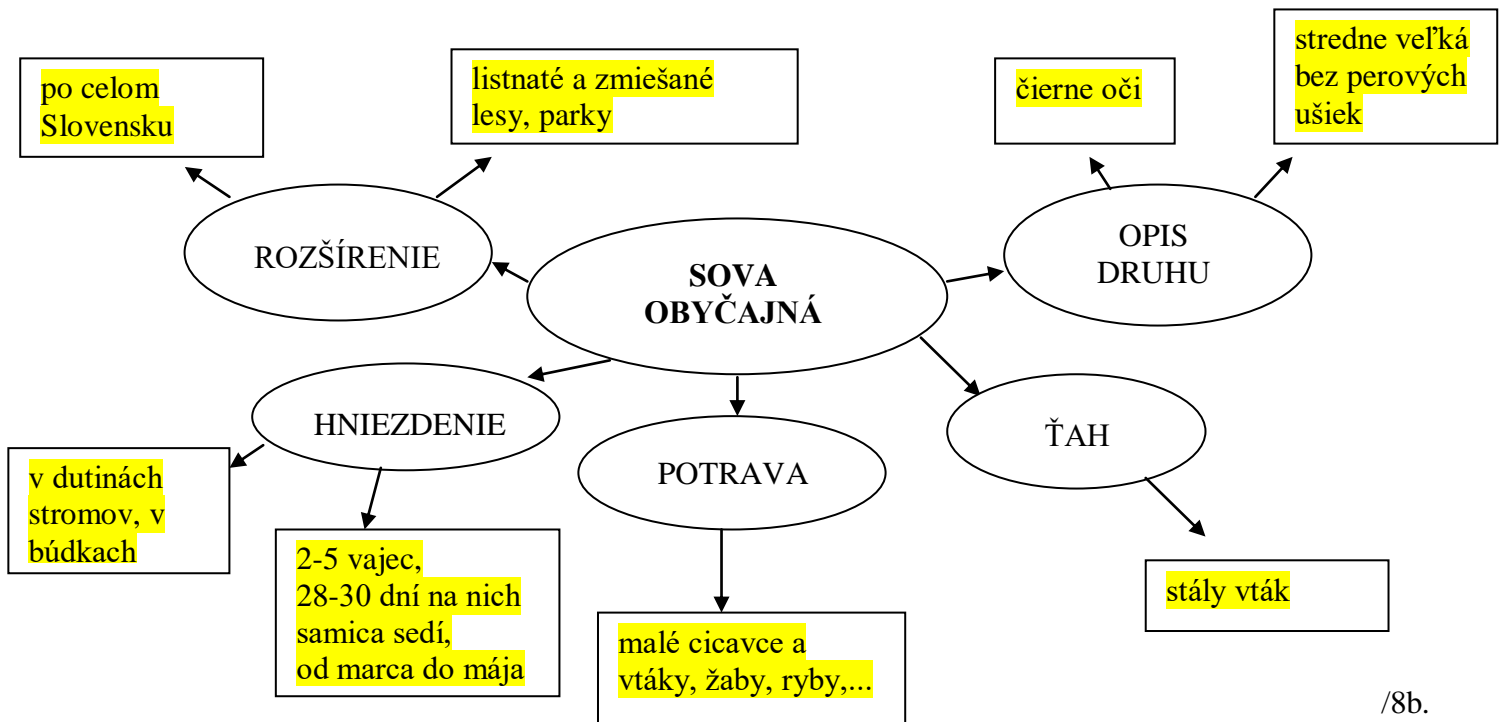 po celom
Slovensku
listnaté a zmiešané
lesy, parky
čierne oči
stredne veľká
bez perových
ušiek
ROZŠÍRENIE
SOVA
OBYČAJNÁ
OPIS
DRUHU
HNIEZDENIE
POTRAVA
ŤAH
v dutinách
stromov, v
búdkach
2-5 vajec,
28-30 dní na nich
samica sedí,
od marca do mája
malé cicavce a
vtáky, žaby, ryby,...
stály vták
/8b.